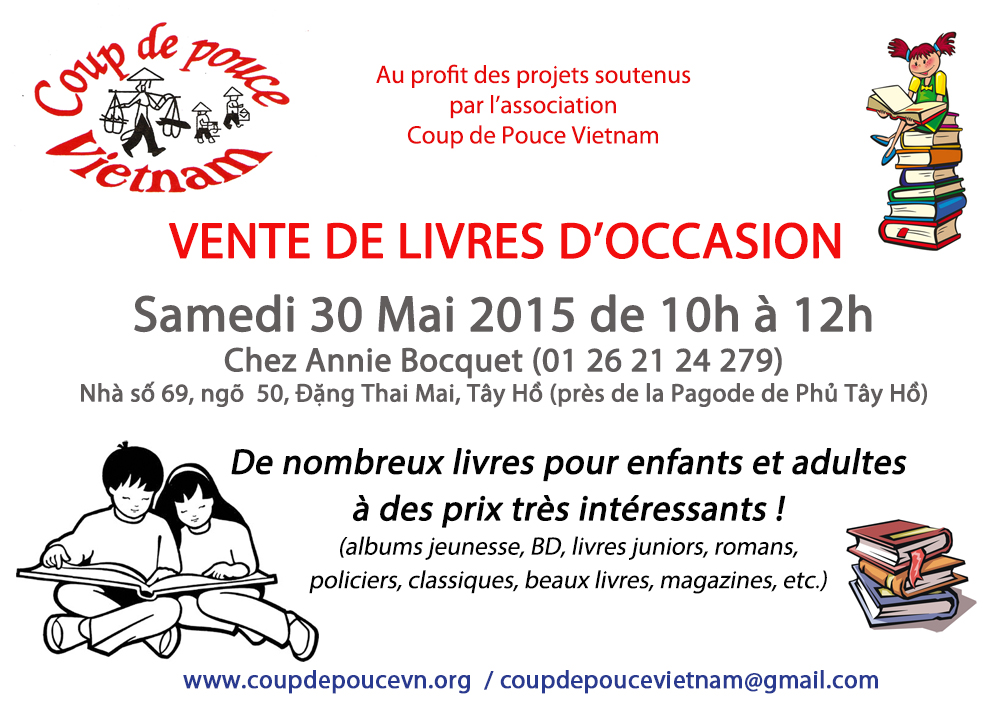 Coup de pouce
Vietnam
Au profit des projets soutenus
par l’association
Coup de Pouce Vietnam
VENTE DE LIVRES D’OCCASION
Samedi 30 Mai 2015 de 10h à 12h
Chez Annie Bocquet (01 26 21 24 279)
Nhà số 69, ngõ  50, Đặng Thai Mai, Tây Hồ (près de la Pagode de Phủ Tây Hồ)
De nombreux livres pour enfants et adultes
à des prix très intéressants !
(albums jeunesse, BD, livres juniors, romans,
policiers, classiques, beaux livres, magazines, etc.)
www.coupdepoucevn.org  / coupdepoucevietnam@gmail.com